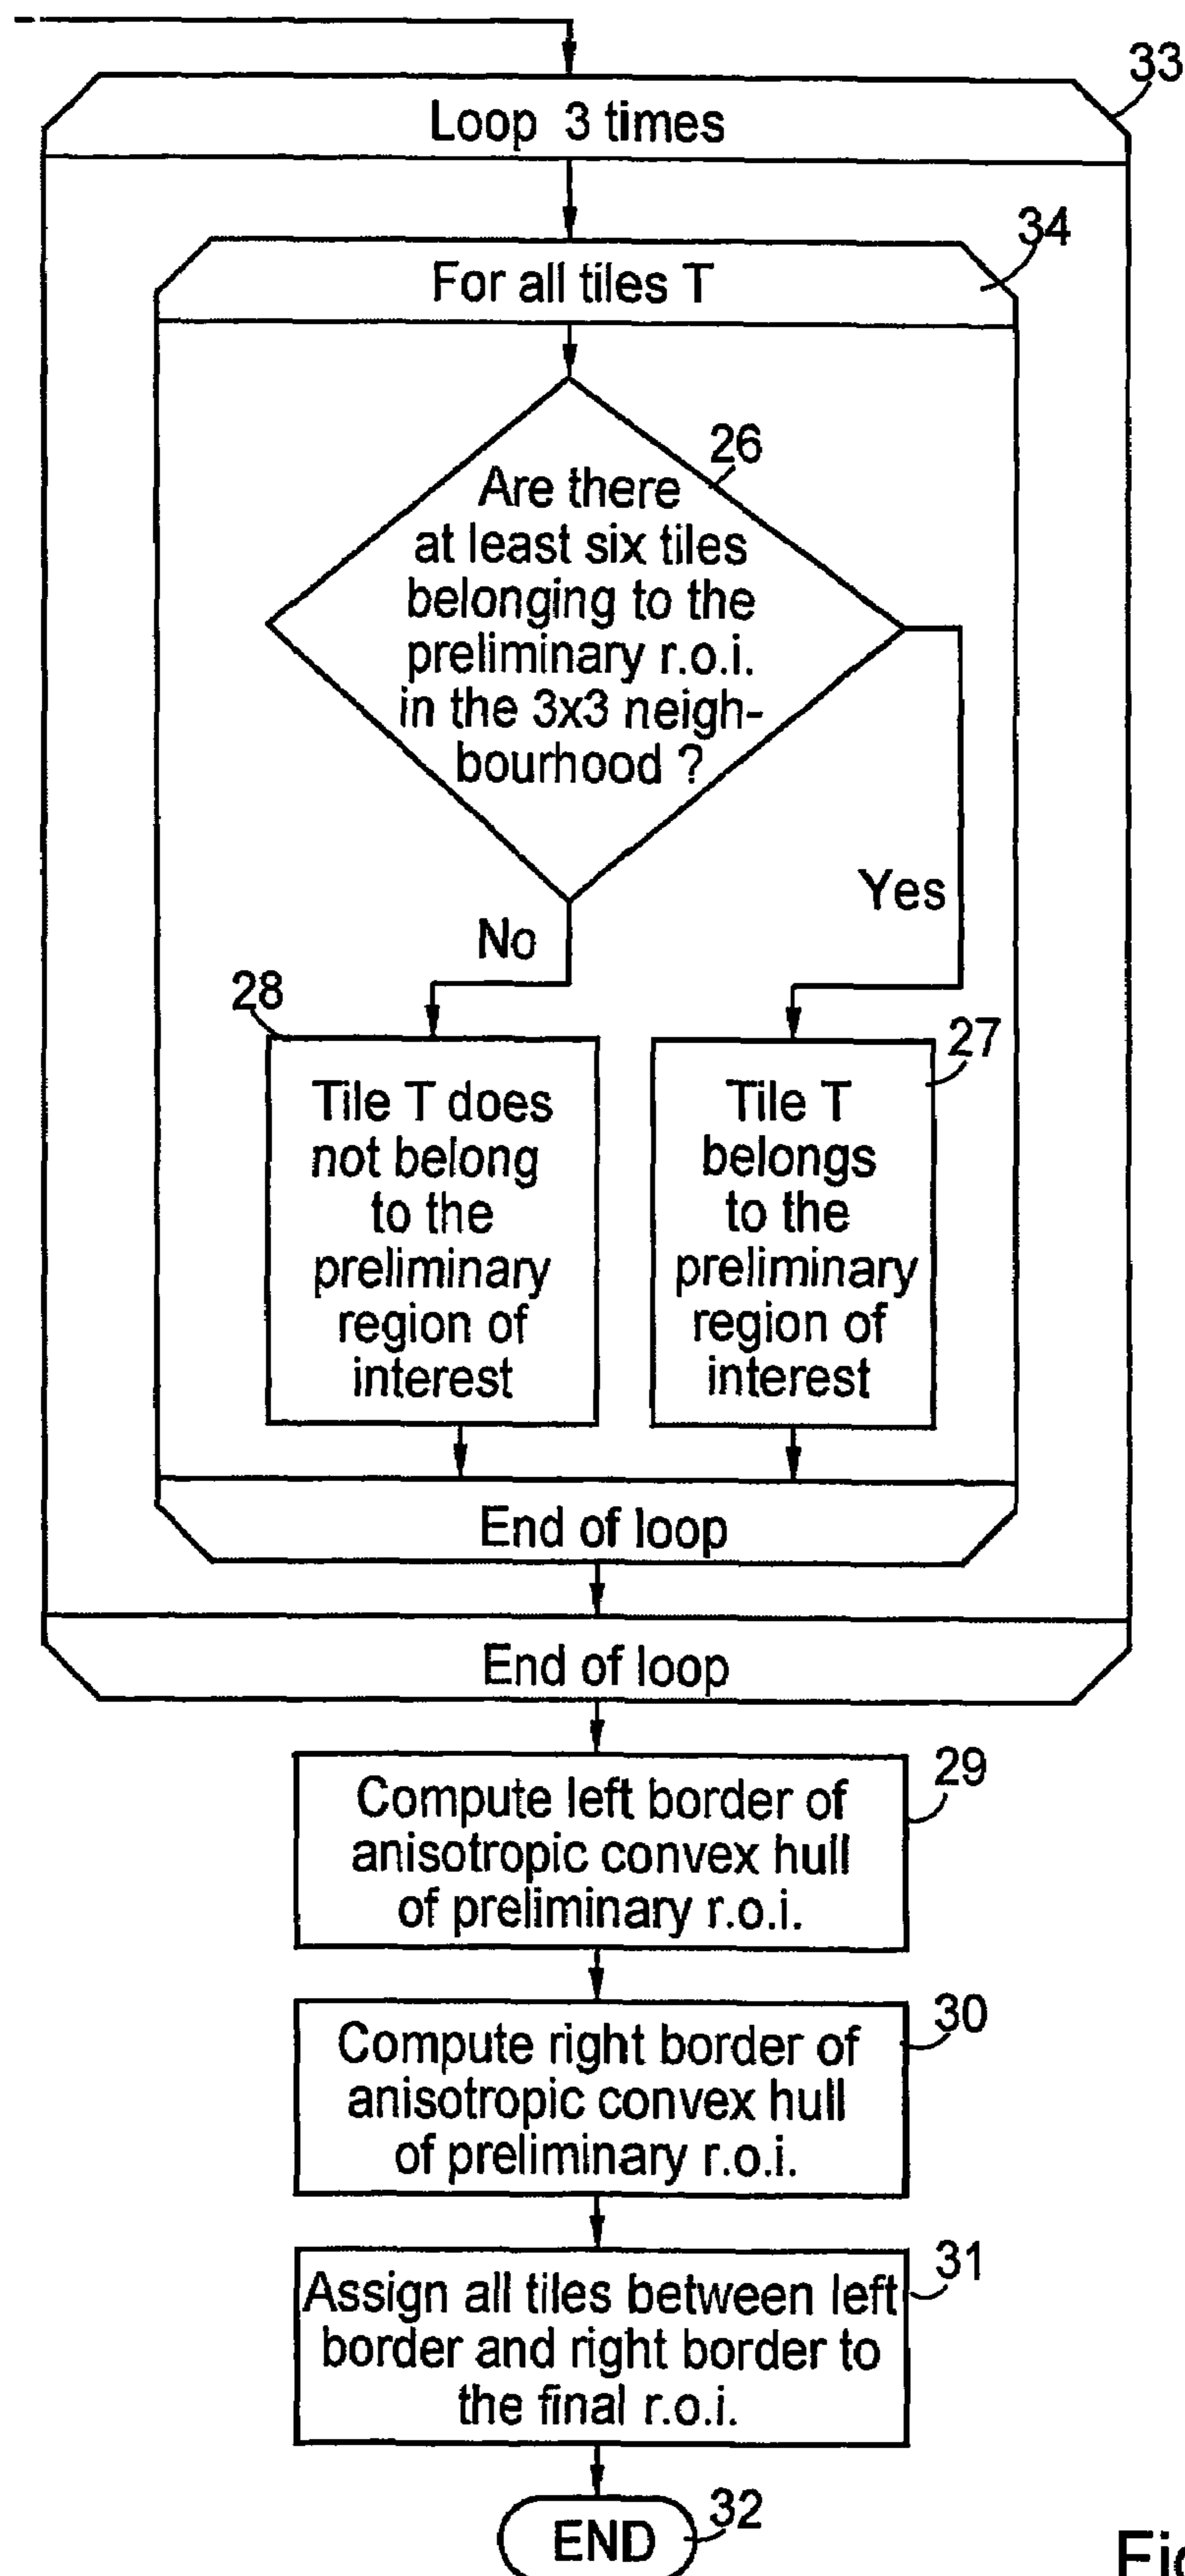 33
Loop 3 times
34
For all tiles T
26
Are there
at least six tiles
belonging to the
preliminary r.o.i.
in the 3x3 neigh-
bourhood ?
Yes
No
28
27
Tile T does
not belong
to the
preliminary
region of
interest
Tile T
belongs
to the
preliminary
region of
interest
End of loop
End of loop
29
Compute left border of
anisotropic convex hull
of preliminary r.o.i.
30
Compute right border of
anisotropic convex hull
of preliminary r.o.i.
31
Assign all tiles between left
border and right border to
the final r.o.i.
32
END